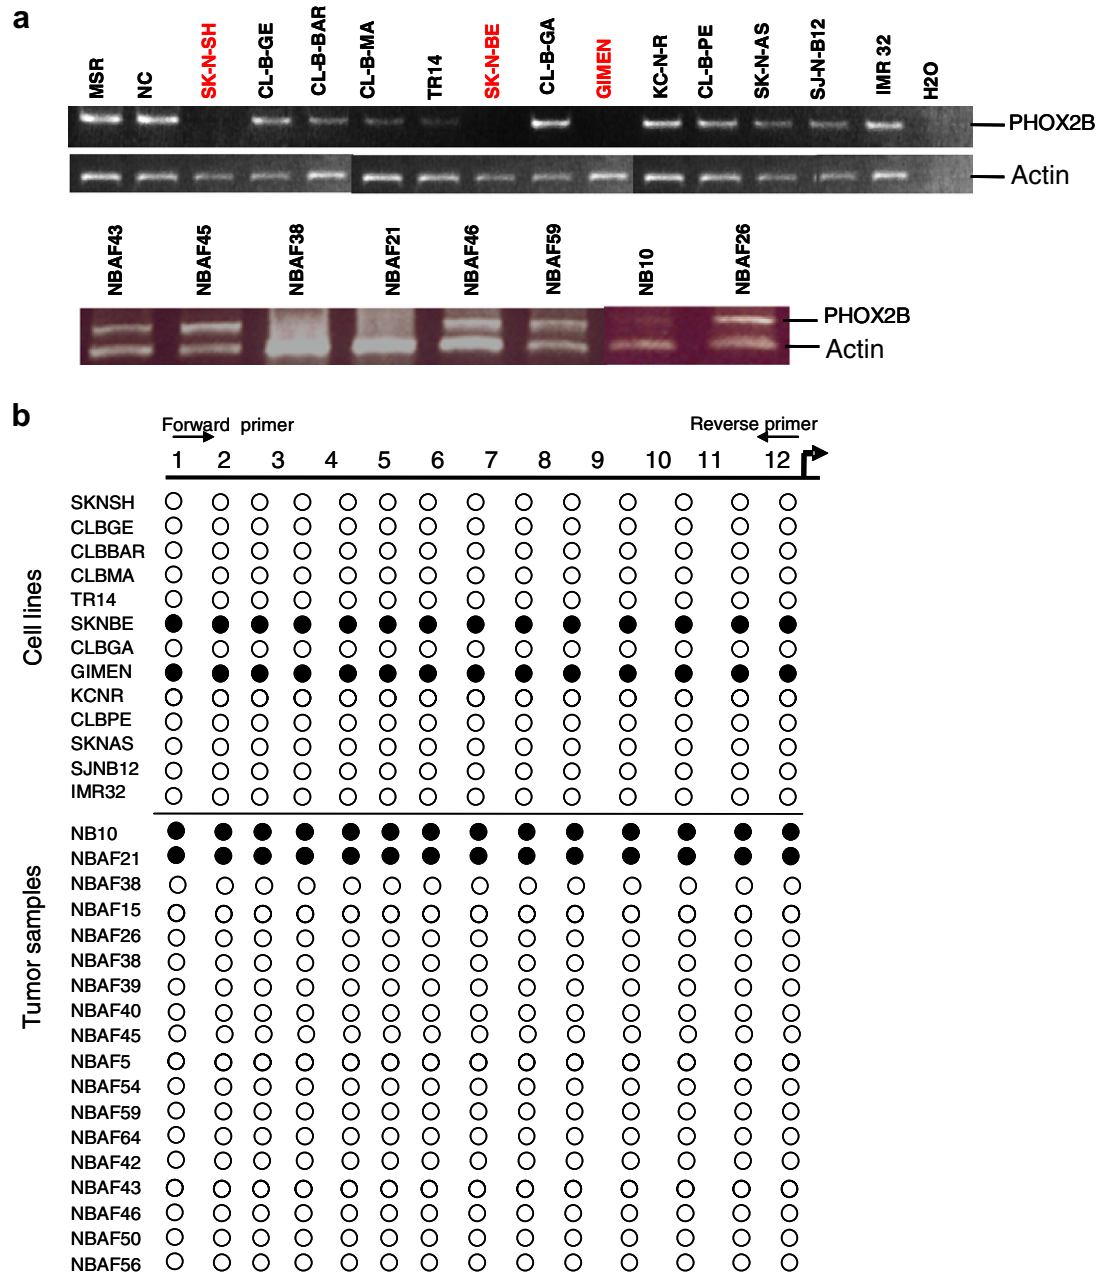 a
MSR
NC
SK-N-SH
CL-B-GE
CL-B-BAR
CL-B-MA
TR14
SK-N-BE
CL-B-GA
GIMEN
KC-N-R
CL-B-PE
SK-N-AS
SJ-N-B12
IMR 32
H2O
PHOX2B
Actin
NBAF43
NBAF45
NBAF38
NBAF21
NBAF46
NBAF59
NB10
NBAF26
PHOX2B
Actin
b
Forward primer
Reverse primer
1 2 3 4 5 6 7 8 9 10 11 12
Cell lines
SKNSH
CLBGE
CLBBAR
CLBMA
TR14
SKNBE
CLBGA
GIMEN
KCNR
CLBPE
SKNAS
SJNB12
IMR32
Tumor samples
NB10
NBAF21
NBAF38
NBAF15
NBAF26
NBAF38
NBAF39
NBAF40
NBAF45
NBAF5
NBAF54
NBAF59
NBAF64
NBAF42
NBAF43
NBAF46
NBAF50
NBAF56